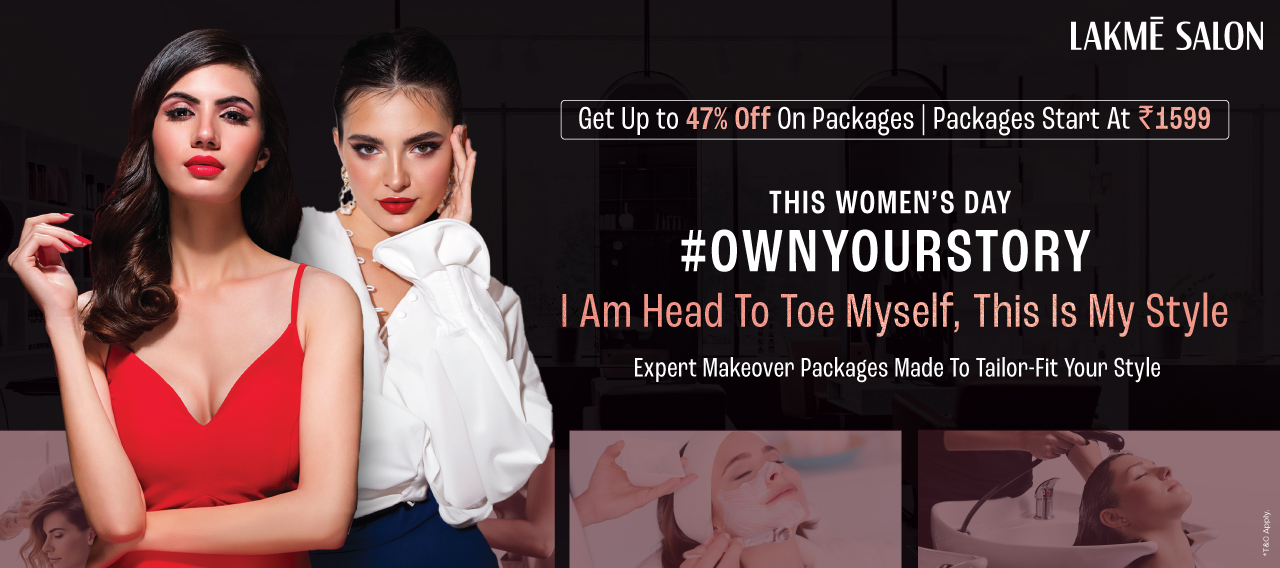 LAKMĒ SALON
Get Up to 47% Off On Packages | Packages Start At ₹1599
THIS WOMEN'S DAY
#OWNYOURSTORY
I Am Head To Toe Myself, This Is My Style
Expert Makeover Packages Made To Tailor-Fit Your Style
*T&C Apply.